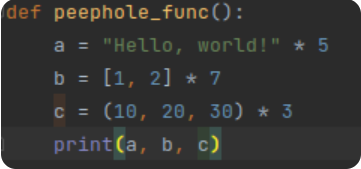 def peephole_func():
    a = "Hello, world!" * 5
    b = [1, 2] * 7
    c = (10, 20, 30) * 3
    print(a, b, c)